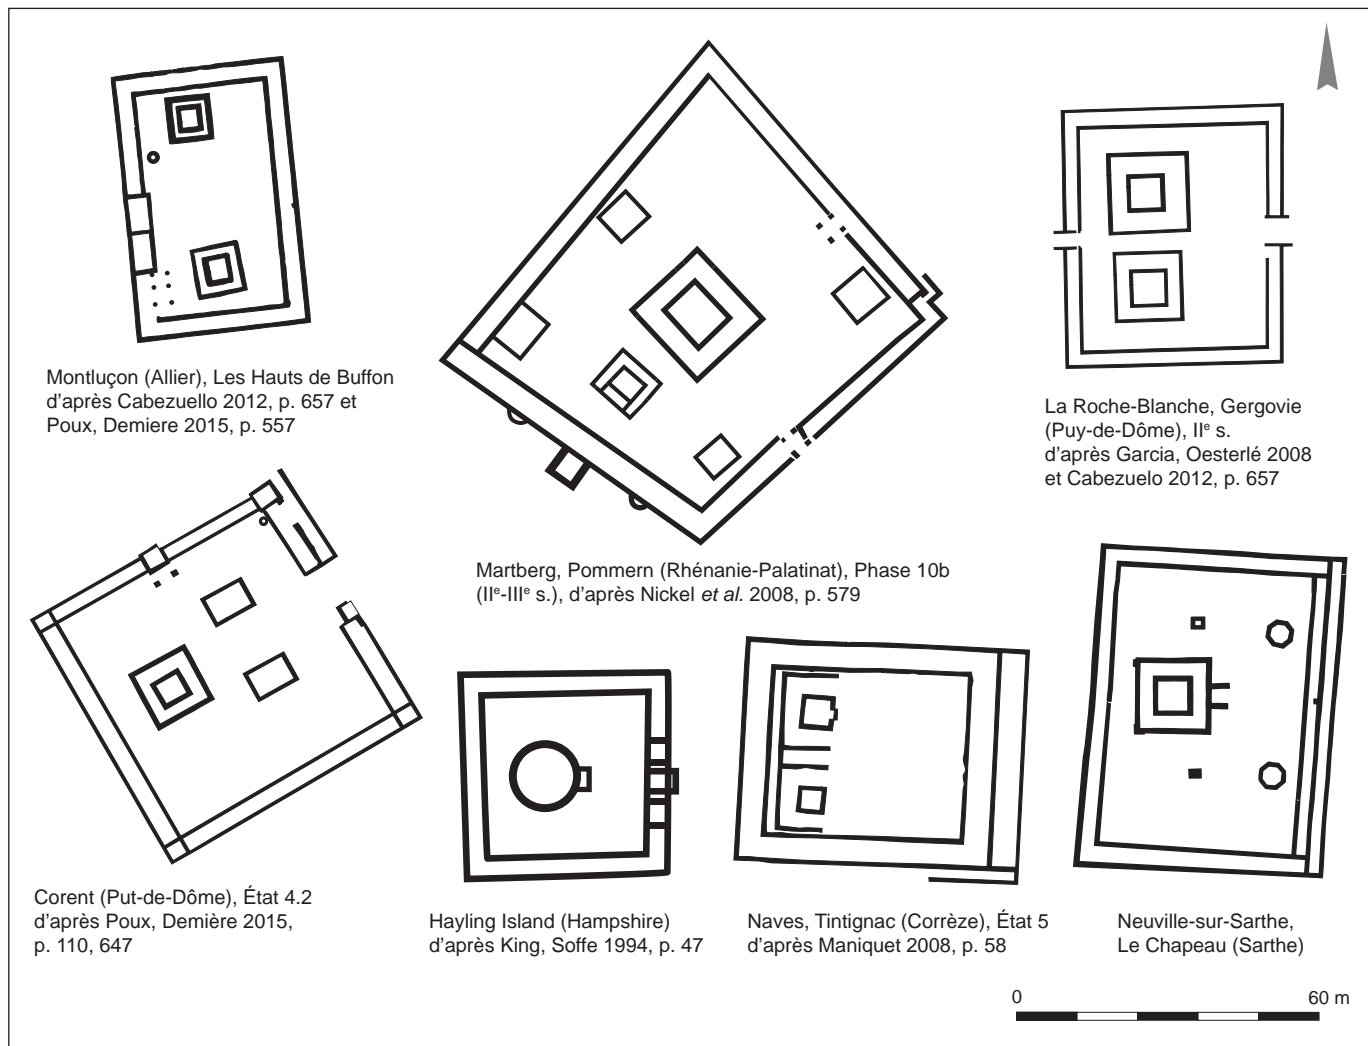 Montluçon (Allier), Les Hauts de Buffon
d'après Cabezuello 2012, p. 657 et
Poux, Demiere 2015, p. 557
La Roche-Blanche, Gergovie
(Puy-de-Dôme), IIe s.
d'après Garcia, Oesterlé 2008
et Cabezuelo 2012, p. 657
Martberg, Pommern (Rhénanie-Palatinat), Phase 10b
(IIe-IIIe s.), d'après Nickel et al. 2008, p. 579
Corent (Put-de-Dôme), État 4.2
d'après Poux, Demière 2015,
p. 110, 647
Hayling Island (Hampshire)
d'après King, Soffe 1994, p. 47
Naves, Tintignac (Corrèze), État 5
d'après Maniquet 2008, p. 58
Neuville-sur-Sarthe,
Le Chapeau (Sarthe)
0 60 m